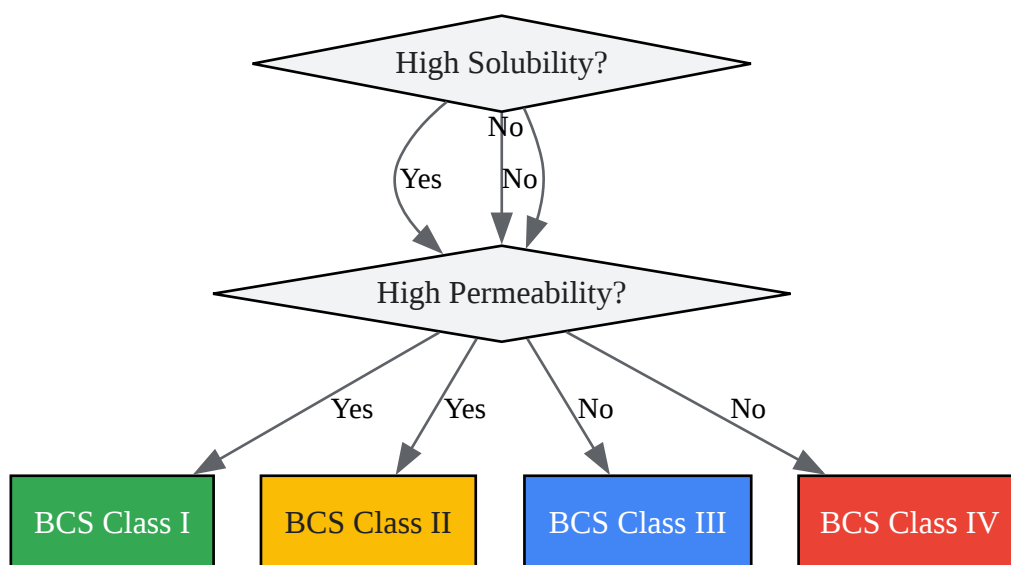 High Solubility?
No
Yes
No
High Permeability?
Yes
Yes
No
No
BCS Class I
BCS Class II
BCS Class III
BCS Class IV